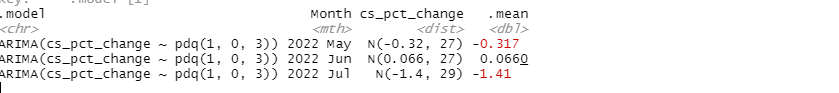 .model Month cs_pct_change .mean
<chr> <mth> <dist> <dbl>
ARIMA(cs_pct_change ~ pdq(1, 0, 3)) 2022 May N(-0.32, 27) -0.317
ARIMA(cs_pct_change ~ pdq(1, 0, 3)) 2022 Jun N(0.066, 27) 0.0660
ARIMA(cs_pct_change ~ pdq(1, 0, 3)) 2022 Jul N(-1.4, 29) -1.41